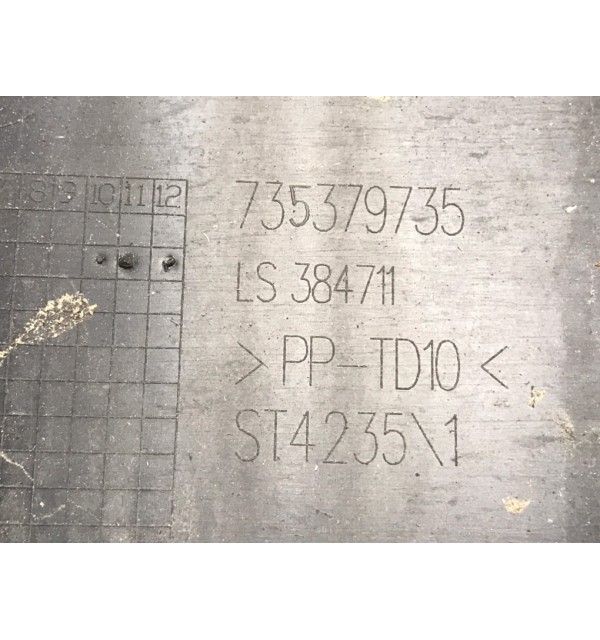 8 9 10 11 12
735379735
LS 384711
>PP-TD10<
ST4235\1